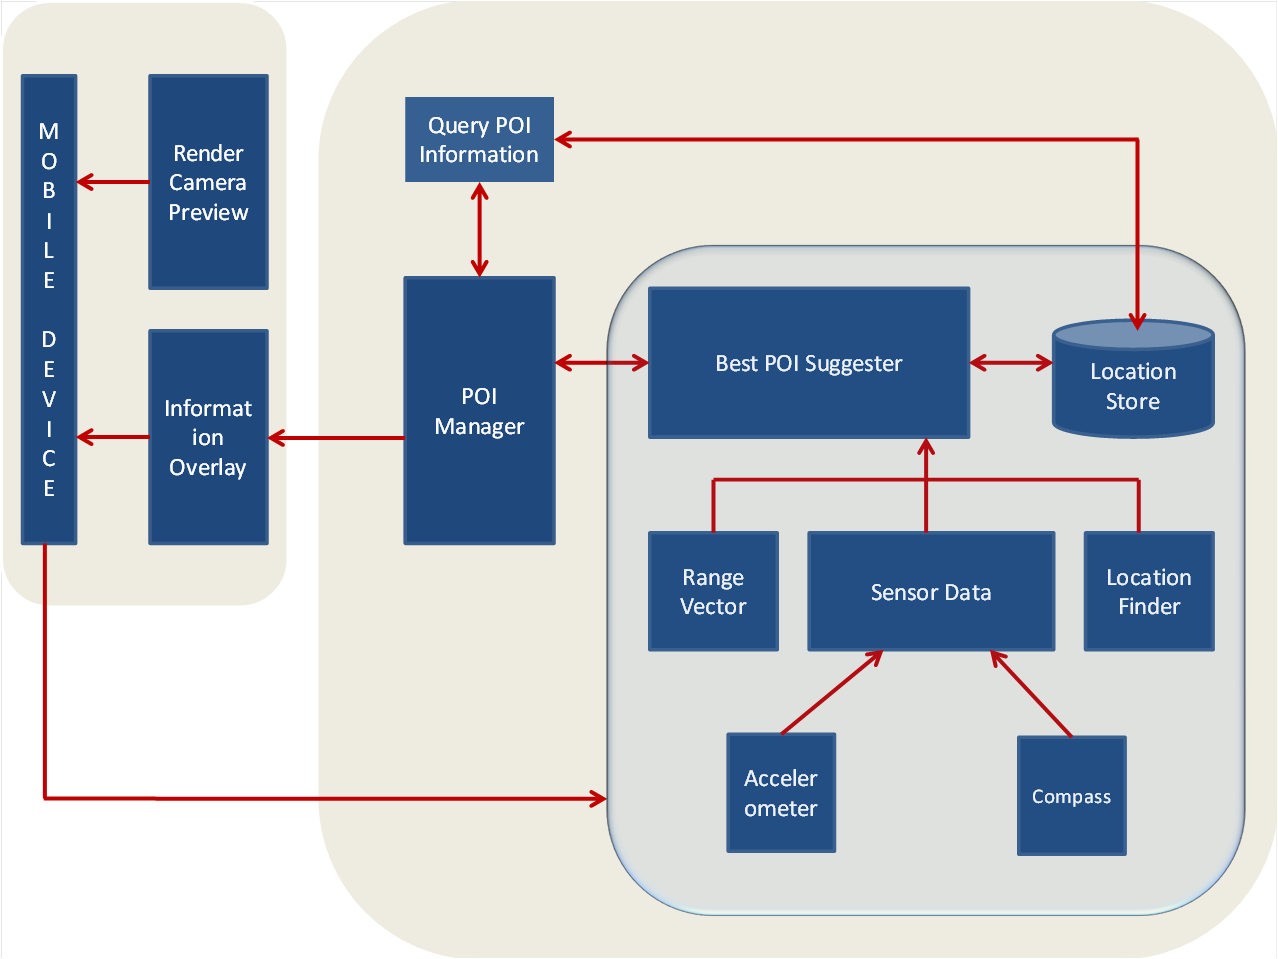 M
O
B
I
L
E
D
E
V
I
C
E
Render
Camera
Preview
Informat
ion
Overlay
Query POI
Information
POI
Manager
Best POI Suggester
Location
Store
Range
Vector
Sensor Data
Location
Finder
Acceler
ometer
Compass